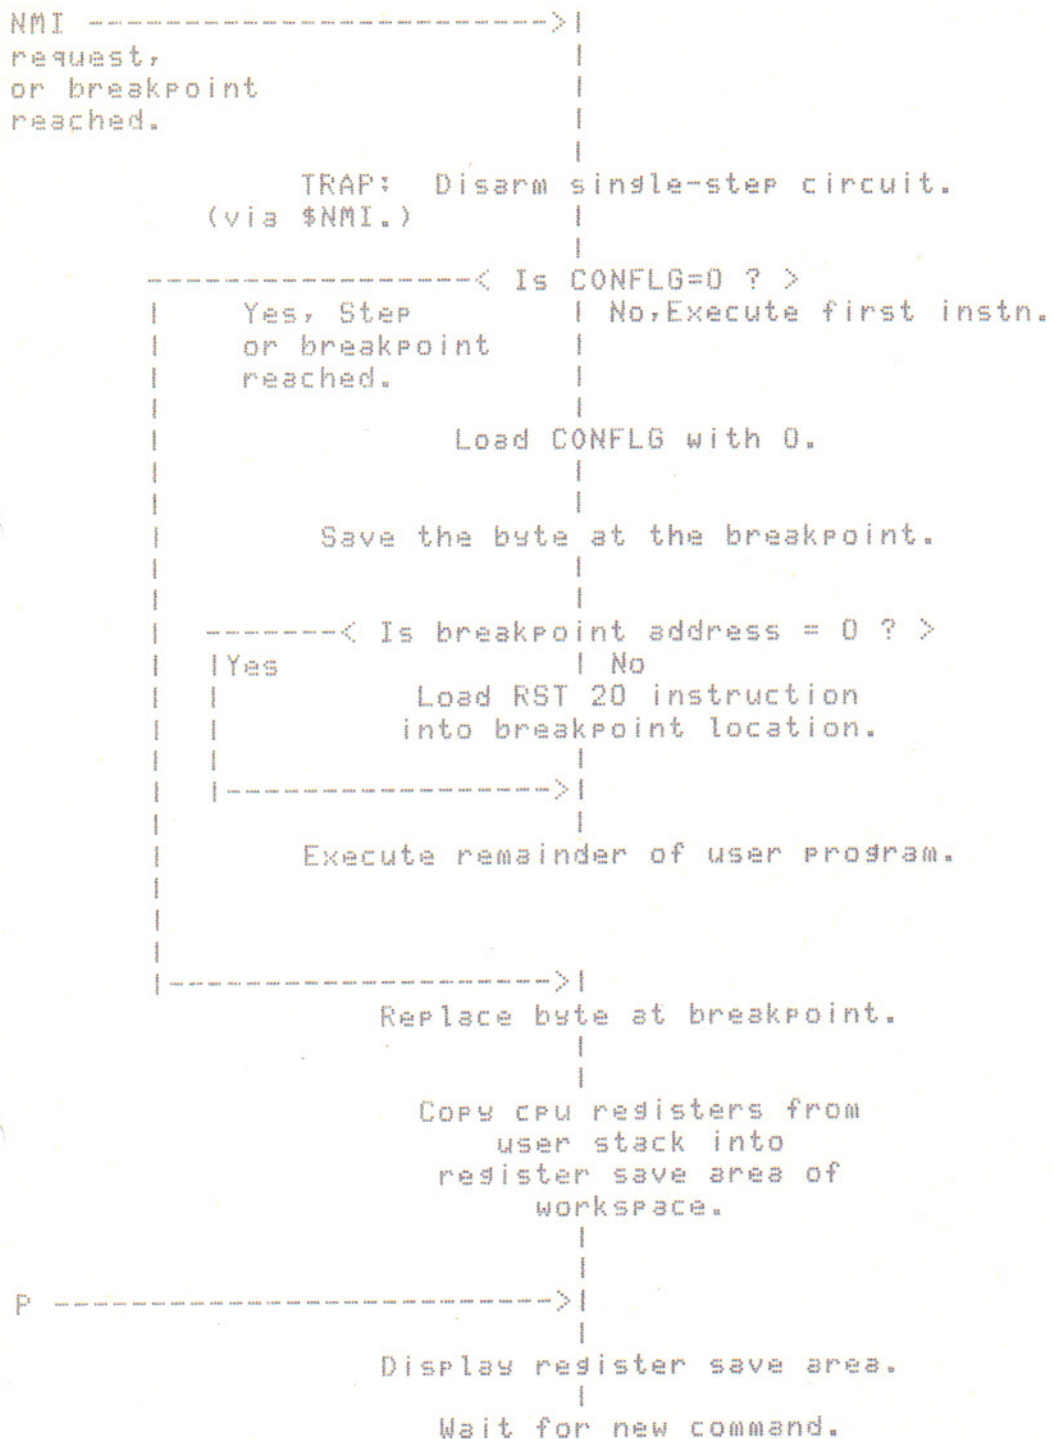 NMI ------------------------>|
request,
or breakpoint
reached.
TRAP: Disarm single-step circuit.
(via $NMI.)
-----------------< Is CONFLG=0 ? >
Yes, Step | No,Execute first instn.
or breakpoint
reached.
Load CONFLG with 0.
Save the byte at the breakpoint.
-------< Is breakpoint address = 0 ? >
|Yes | No
Load RST 20 instruction
into breakpoint location.
|----------------->|
Execute remainder of user program.
|-------------------->|
Replace byte at breakpoint.
Copy cpu registers from
user stack into
register save area of
workspace.
P -------------------------->|
Display register save area.
Wait for new command.